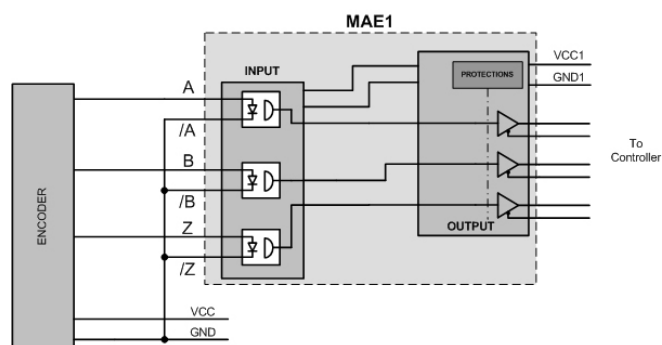 MAE1
VCC1
INPUT
PROTECTIONS
GND1
A
/A
To
Controller
B
/B
ENCODER
Z
OUTPUT
/Z
VCC
GND